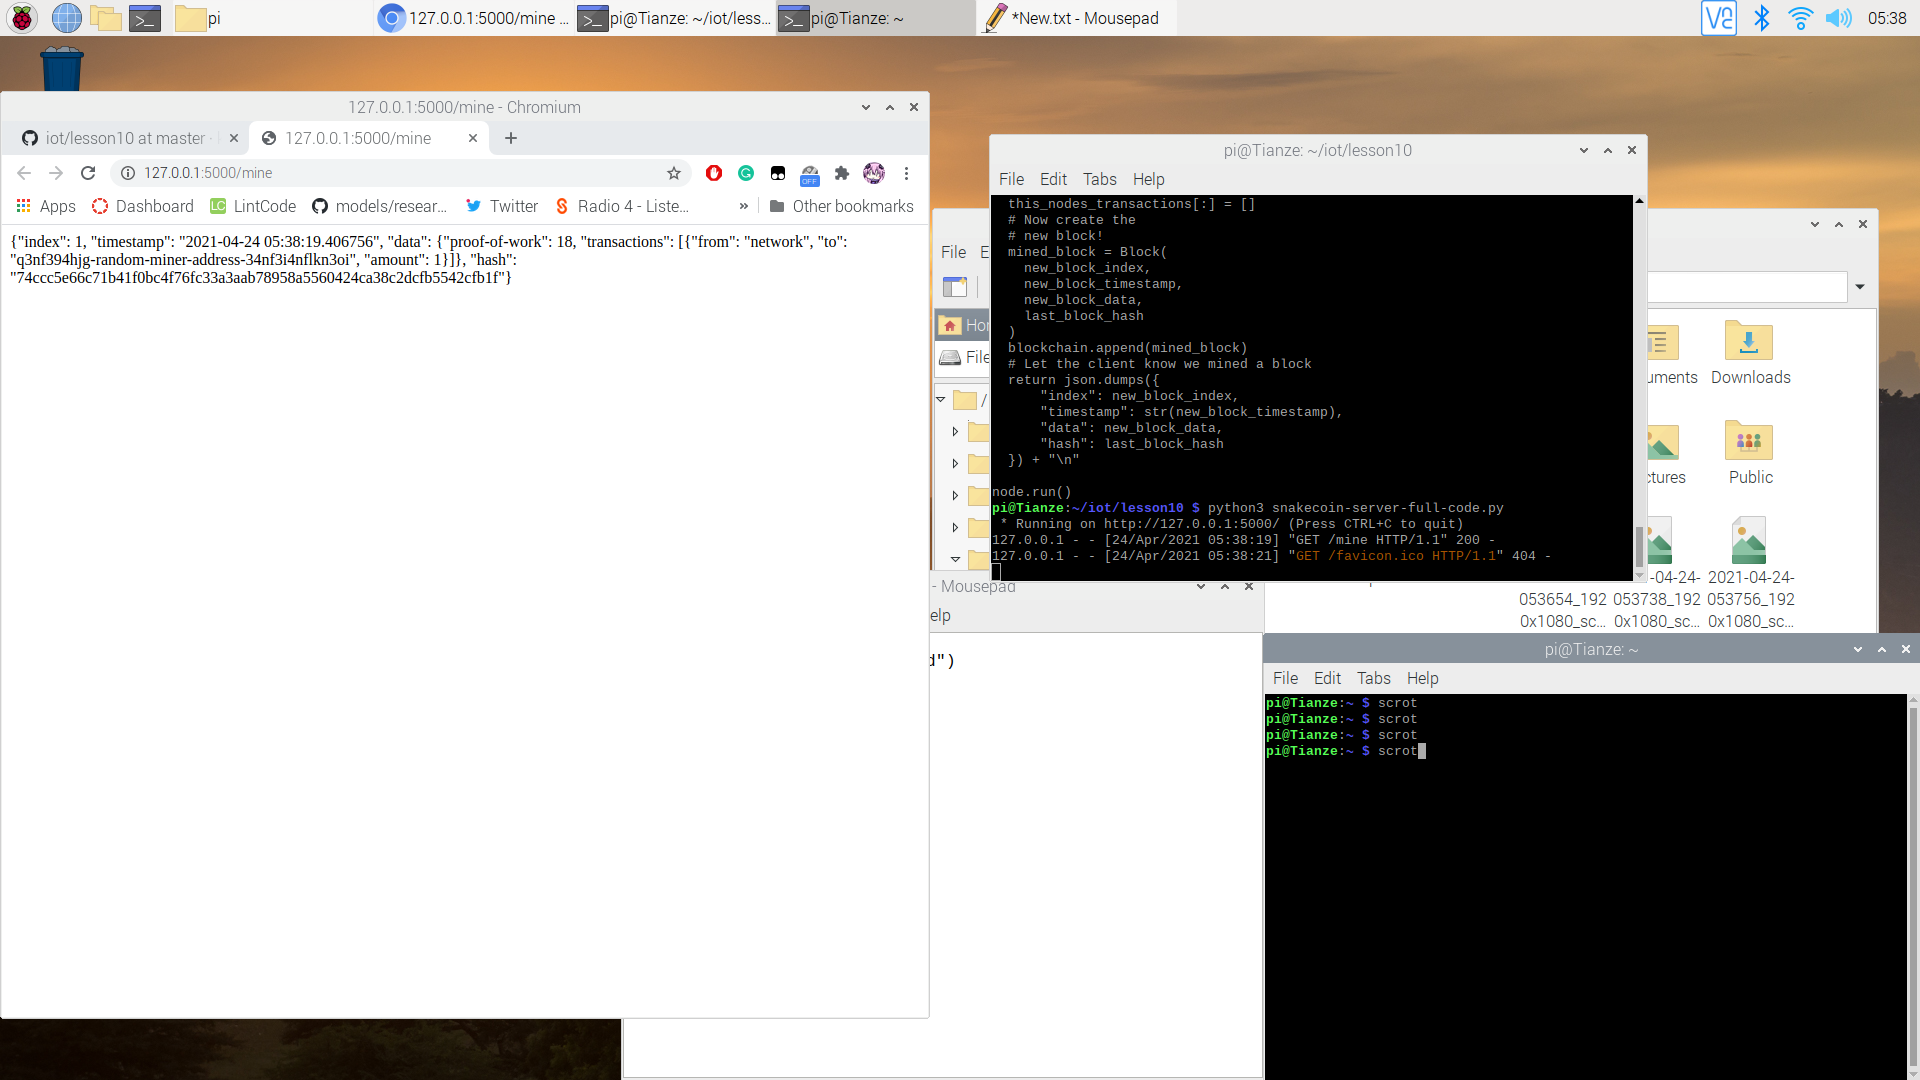 pi
127.0.0.1:5000/mine ...
pi@Tianze: ~/iot/less...
pi@Tianze: ~
*New.txt - Mousepad
05:38
127.0.0.1:5000/mine - Chromium
iot/lesson10 at master ·
127.0.0.1:5000/mine
127.0.0.1:5000/mine
OFF
Apps
Dashboard
LC LintCode
models/resear...
Twitter
Radio 4 - Liste...
»
Other bookmarks
{"index": 1, "timestamp": "2021-04-24 05:38:19.406756", "data": {"proof-of-work": 18, "transactions": [{"from": "network", "to":
"q3nf394hjg-random-miner-address-34nf3i4nflkn3oi", "amount": 1}]}, "hash":
"74ccc5e66c71b41f0bc4f76fc33a3aab78958a5560424ca38c2dcfb5542cfb1f"}
pi@Tianze: ~/iot/lesson10
File Edit Tabs Help
this_nodes_transactions[:] = []
# Now create the
# new block!
mined_block = Block(
new_block_index,
new_block_timestamp,
new_block_data,
last_block_hash
)
blockchain.append(mined_block)
# Let the client know we mined a block
return json.dumps({
"index": new_block_index,
"timestamp": str(new_block_timestamp),
"data": new_block_data,
"hash": last_block_hash
}) + "\n"
node.run()
pi@Tianze:~/iot/lesson10 $ python3 snakecoin-server-full-code.py
* Running on http://127.0.0.1:5000/ (Press CTRL+C to quit)
127.0.0.1 - - [24/Apr/2021 05:38:19] "GET /mine HTTP/1.1" 200 -
127.0.0.1 - - [24/Apr/2021 05:38:21] "GET /favicon.ico HTTP/1.1" 404 -
File E
Ho
File
/
uments
Downloads
tures
Public
-04-24-
053654_192
0x1080_sc...
053738_192
0x1080_sc...
2021-04-24-
053756_192
0x1080_sc...
- Mousepad
elp
d")
pi@Tianze: ~
File Edit Tabs Help
pi@Tianze:~ $ scrot
pi@Tianze:~ $ scrot
pi@Tianze:~ $ scrot
pi@Tianze:~ $ scrot